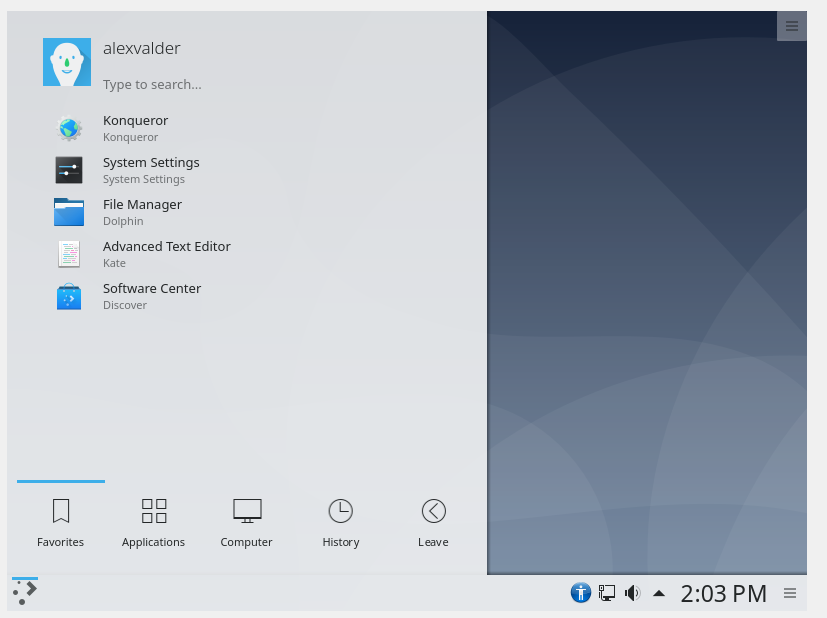 alexvalder
Type to search...
Konqueror
Konqueror
System Settings
System Settings
File Manager
Dolphin
Advanced Text Editor
Kate
Software Center
Discover
Favorites
Applications
Computer
History
Leave
2:03 PM